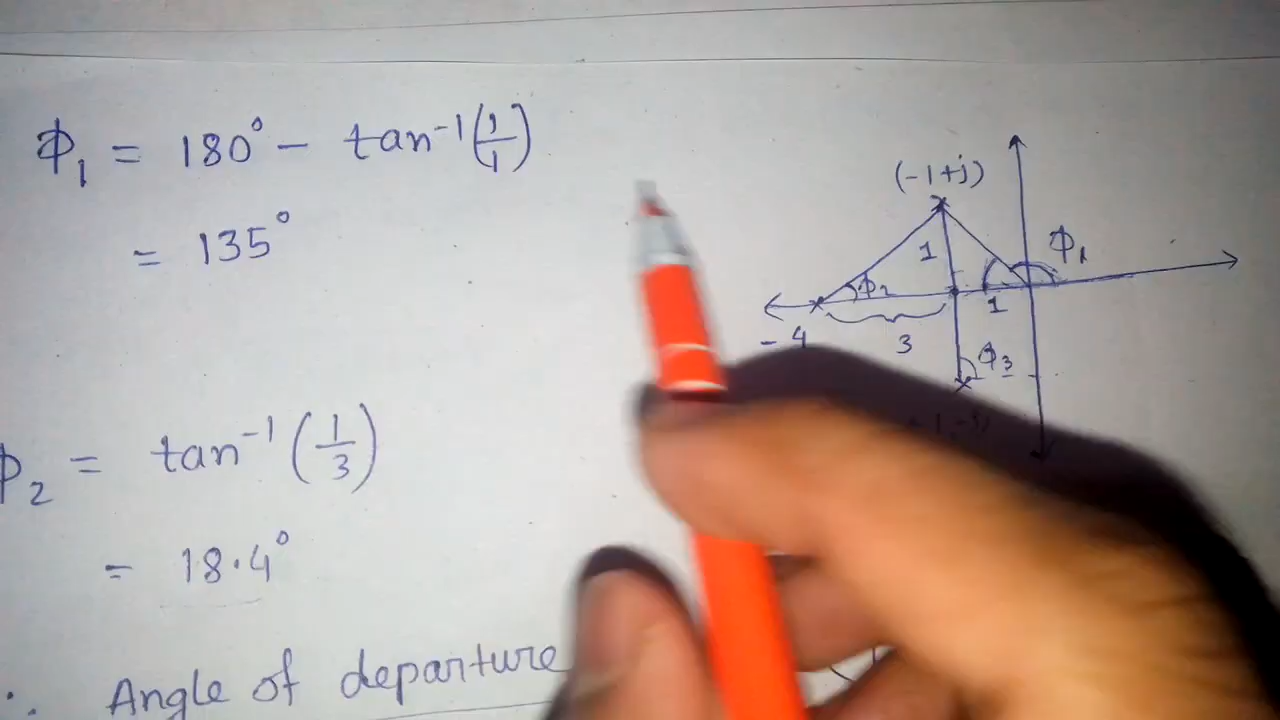 Φ₁ = 180° - tan⁻¹(1/1)
= 135°
Φ₂ = tan⁻¹(1/3)
= 18.4°
∴ Angle of departure
(-1+j)
1
Φ₁
Φ₂
1
-4
3
Φ₃